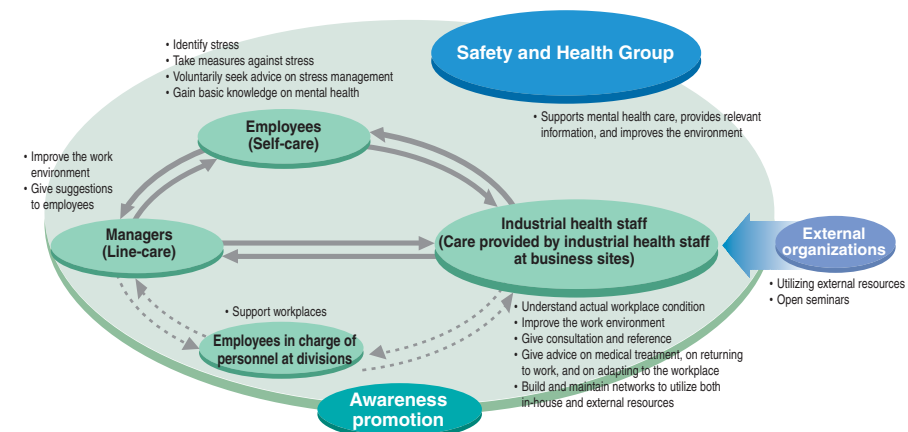 • Identify stress
• Take measures against stress
• Voluntarily seek advice on stress management
• Gain basic knowledge on mental health
Safety and Health Group
• Supports mental health care, provides relevant
information, and improves the environment
Employees
(Self-care)
• Improve the work
environment
• Give suggestions
to employees
Managers
(Line-care)
Industrial health staff
(Care provided by industrial health staff
at business sites)
External
organizations
• Utilizing external resources
• Open seminars
• Support workplaces
Employees in charge of
personnel at divisions
• Understand actual workplace condition
• Improve the work environment
• Give consultation and reference
• Give advice on medical treatment, on returning
to work, and on adapting to the workplace
• Build and maintain networks to utilize both
in-house and external resources
Awareness
promotion